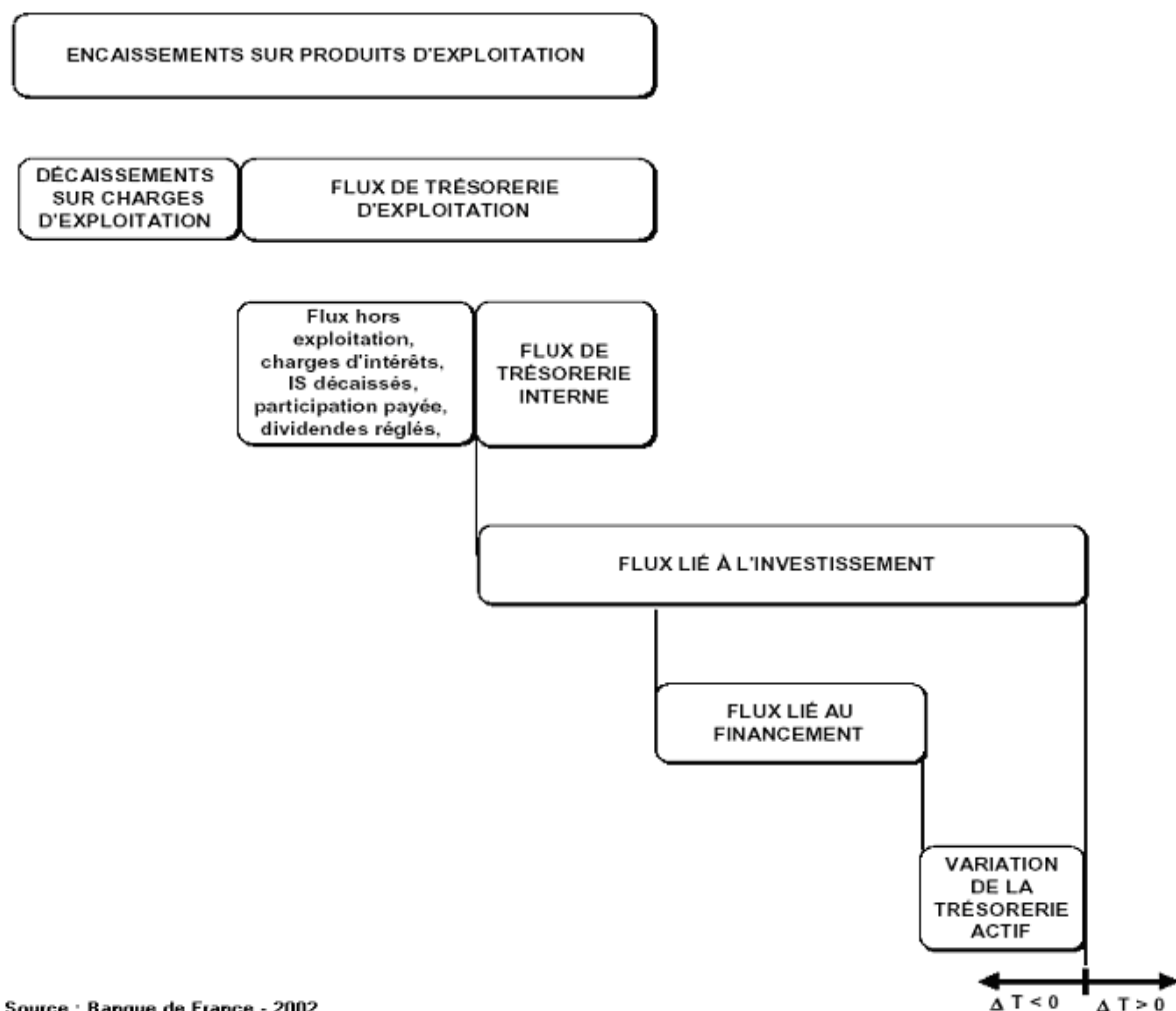 ENCAISSEMENTS SUR PRODUITS D'EXPLOITATION
DÉCAISSEMENTS
SUR CHARGES
D'EXPLOITATION
FLUX DE TRÉSORERIE
D'EXPLOITATION
Flux hors
exploitation,
charges d'intérêts,
IS décaissés,
participation payée,
dividendes réglés,
FLUX DE
TRÉSORERIE
INTERNE
FLUX LIÉ À L'INVESTISSEMENT
FLUX LIÉ AU
FINANCEMENT
VARIATION
DE LA
TRÉSORERIE
ACTIF
Δ T < 0
Δ T > 0
Source : Banque de France - 2002